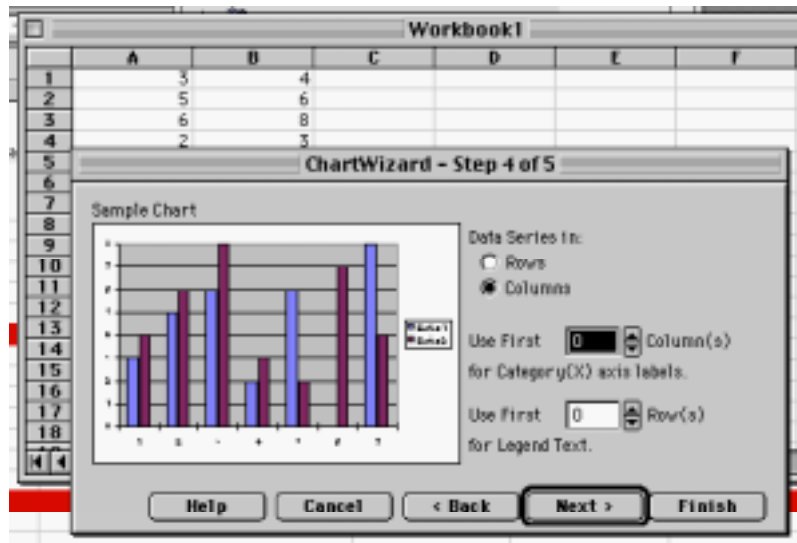 Workbook1
A B C D E F
1 3 4
2 5 6
3 6 8
4 2 3
5
ChartWizard - Step 4 of 5
6
7
8
9
10
11
12
13
14
15
16
17
18
Sample Chart
Data Series in:
Rows
Columns
Use First 0 Column(s)
for Category(X) axis labels.
Use First 0 Row(s)
for Legend Text.
Help Cancel < Back Next > Finish